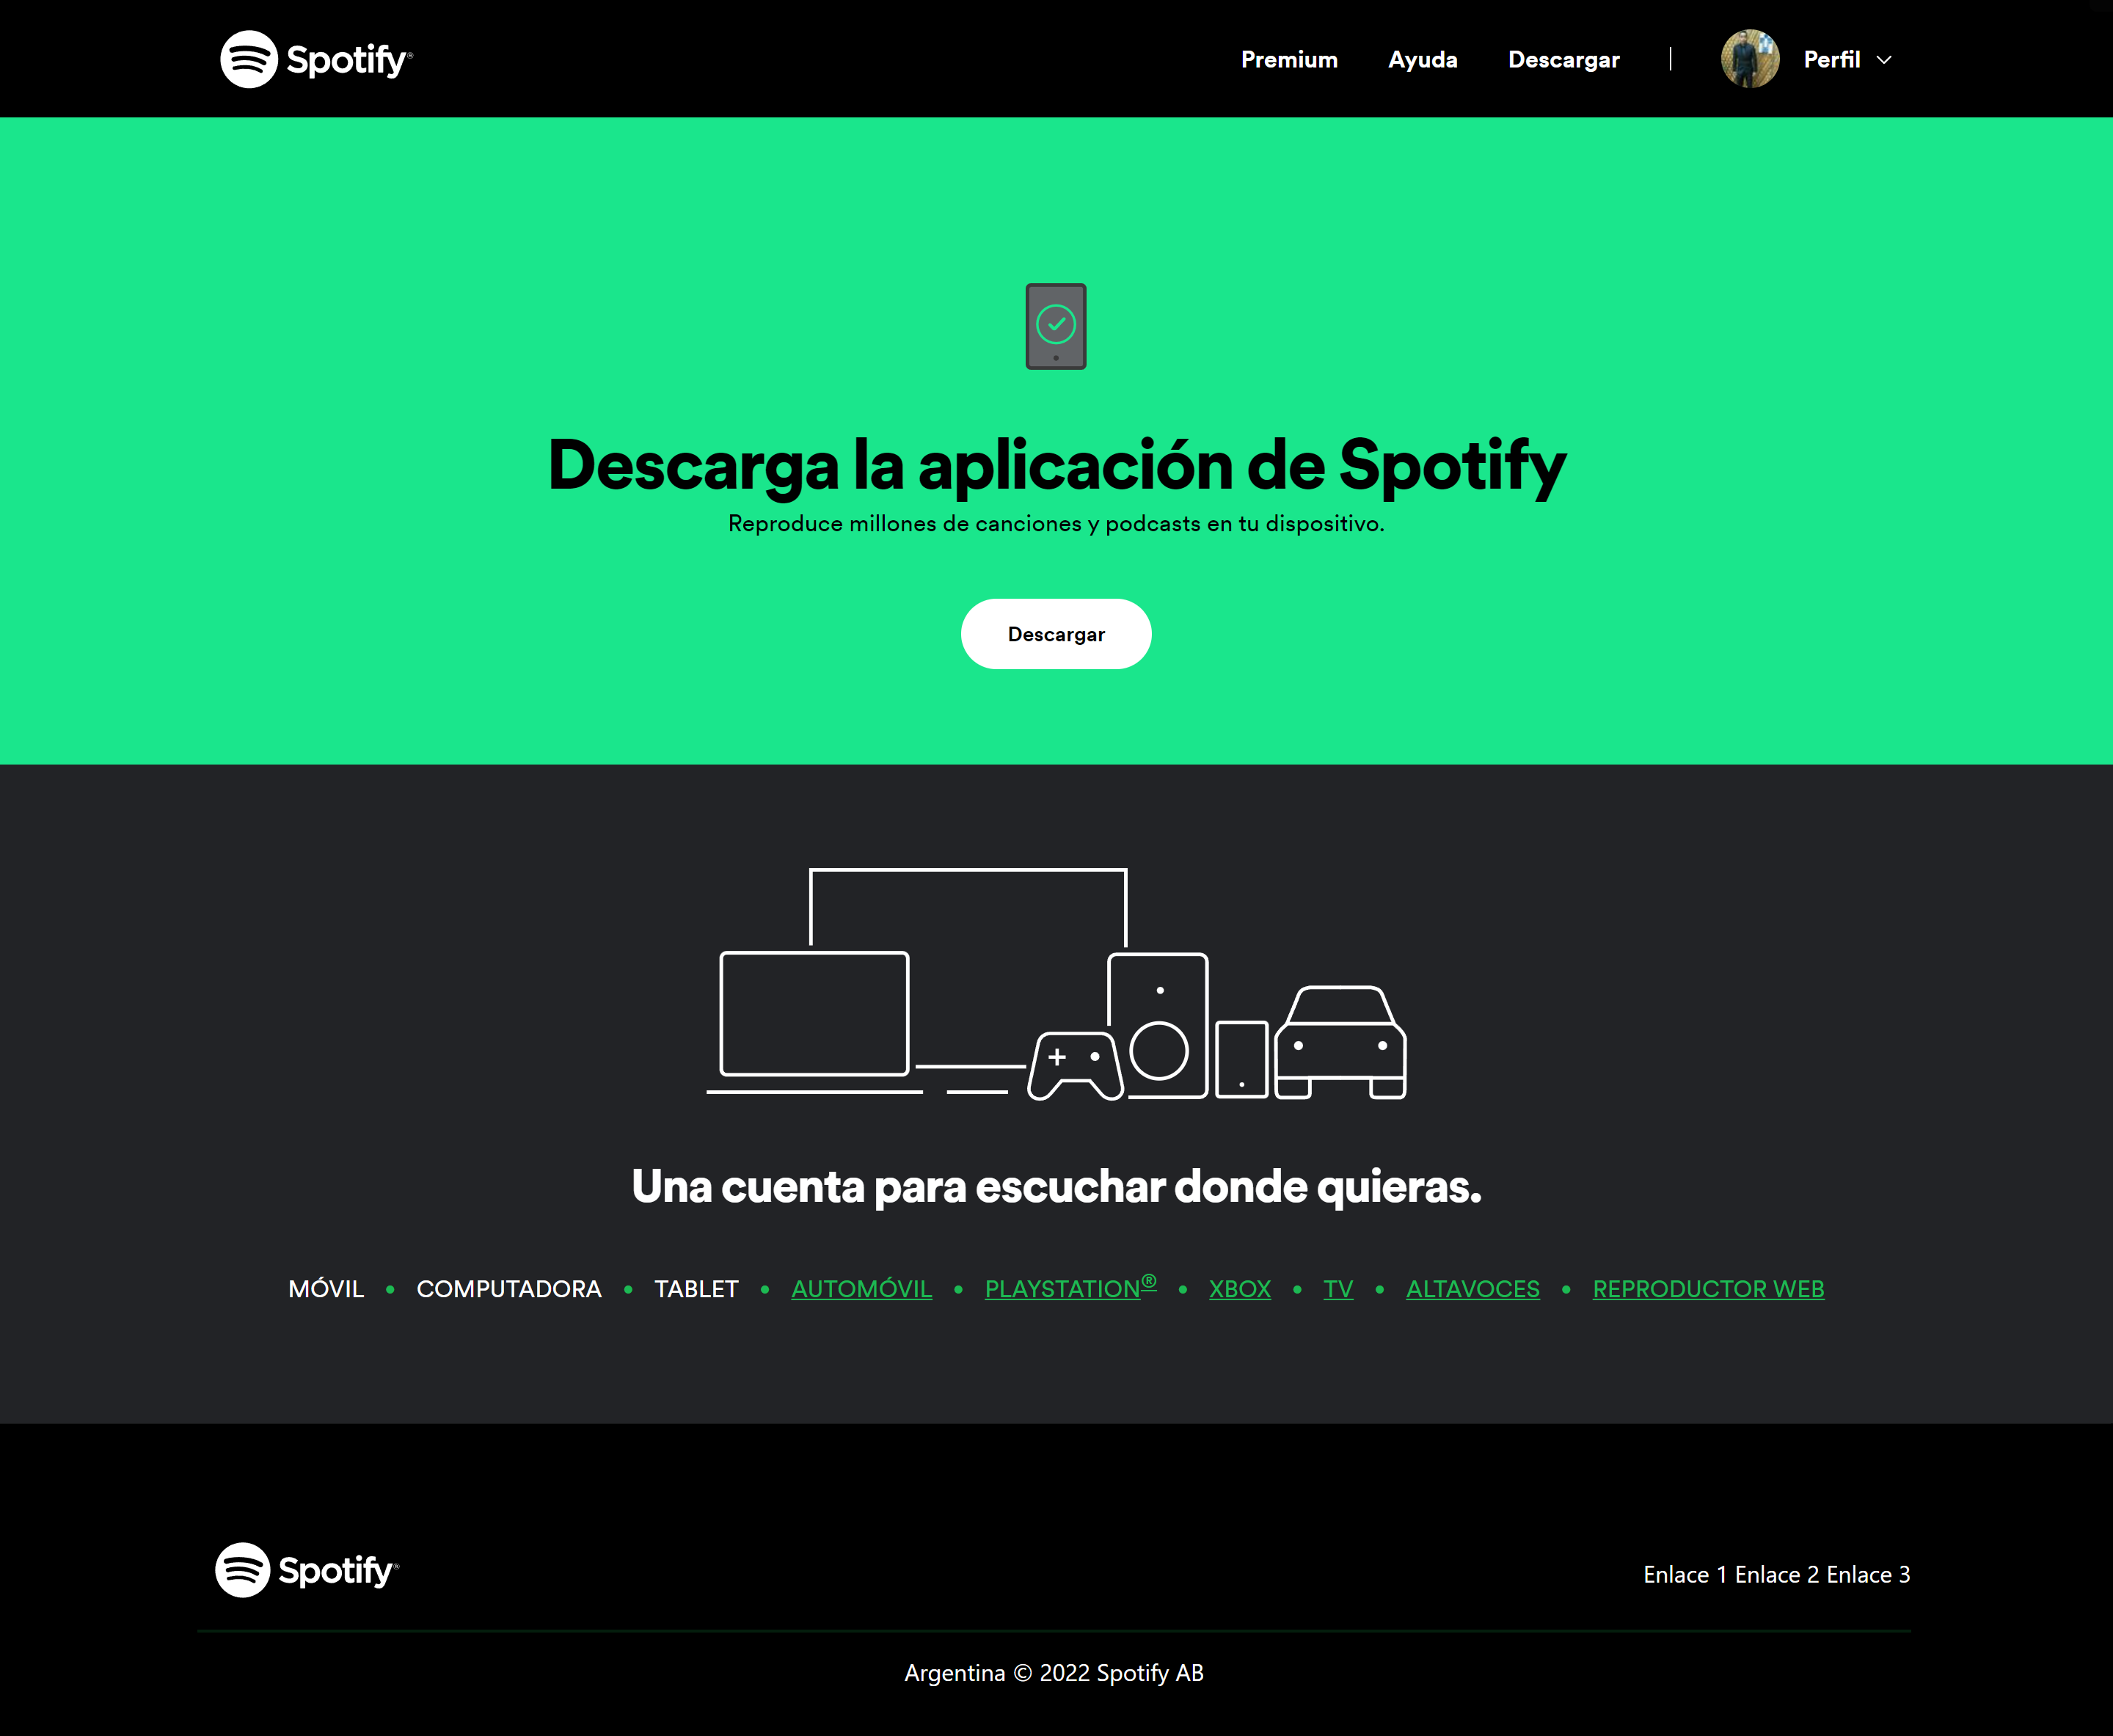 Spotify®
Premium Ayuda Descargar | Perfil
Descarga la aplicación de Spotify
Reproduce millones de canciones y podcasts en tu dispositivo.
Descargar
Una cuenta para escuchar donde quieras.
MÓVIL • COMPUTADORA • TABLET • AUTOMÓVIL • PLAYSTATION® • XBOX • TV • ALTAVOCES • REPRODUCTOR WEB
Spotify®
Enlace 1 Enlace 2 Enlace 3
Argentina © 2022 Spotify AB